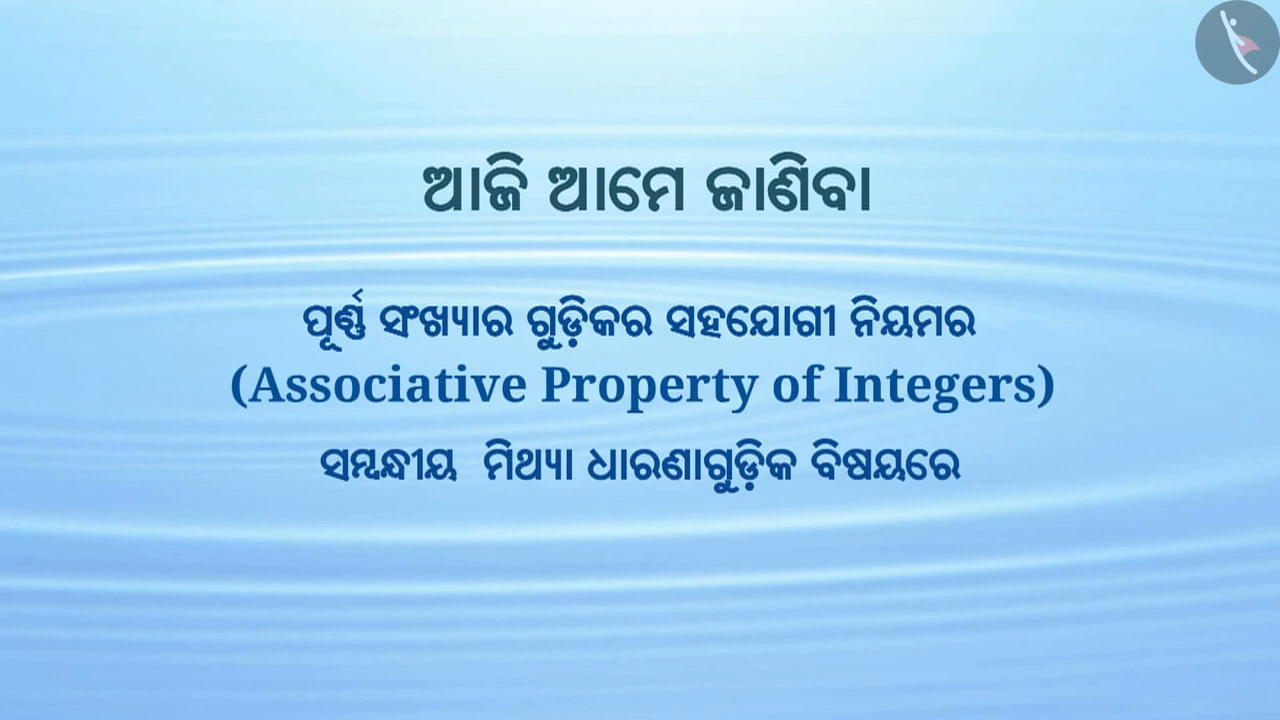 ଆଜି ଆମେ ଜାଣିବା
ପୂର୍ଣ୍ଣ ସଂଖ୍ୟାର ଗୁଡ଼ିକର ସହଯୋଗୀ ନିୟମର
(Associative Property of Integers)
ସମ୍ବନ୍ଧୀୟ ମିଥ୍ୟା ଧାରଣାଗୁଡ଼ିକ ବିଷୟରେ